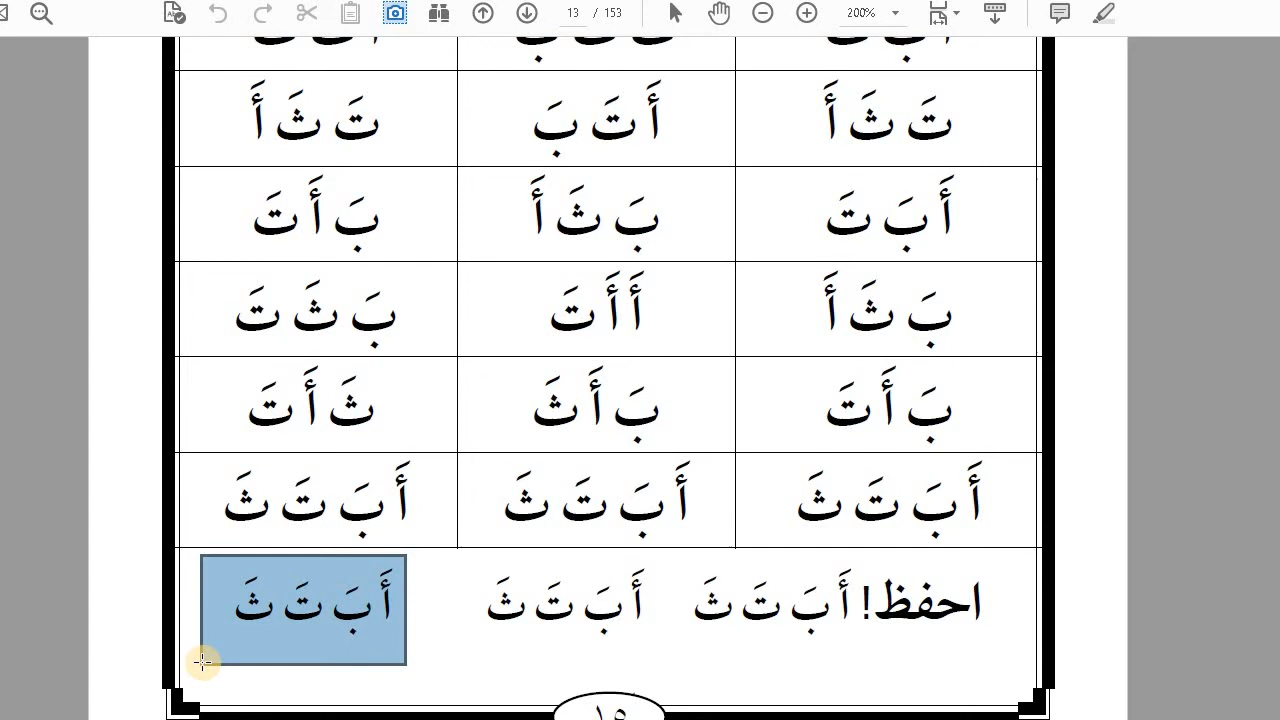 13 / 153 200%
تَ ثَ أَ أَ تَ بَ تَ ثَ أَ
أَ بَ تَ بَ ثَ أَ بَ أَ تَ
بَ ثَ أَ أَ أَ تَ بَ ثَ تَ
بَ أَ تَ بَ أَ ثَ ثَ أَ تَ
أَ بَ تَ ثَ أَ بَ تَ ثَ أَ بَ تَ ثَ
احفظ! أَ بَ تَ ثَ أَ بَ تَ ثَ أَ بَ تَ ثَ
١٥